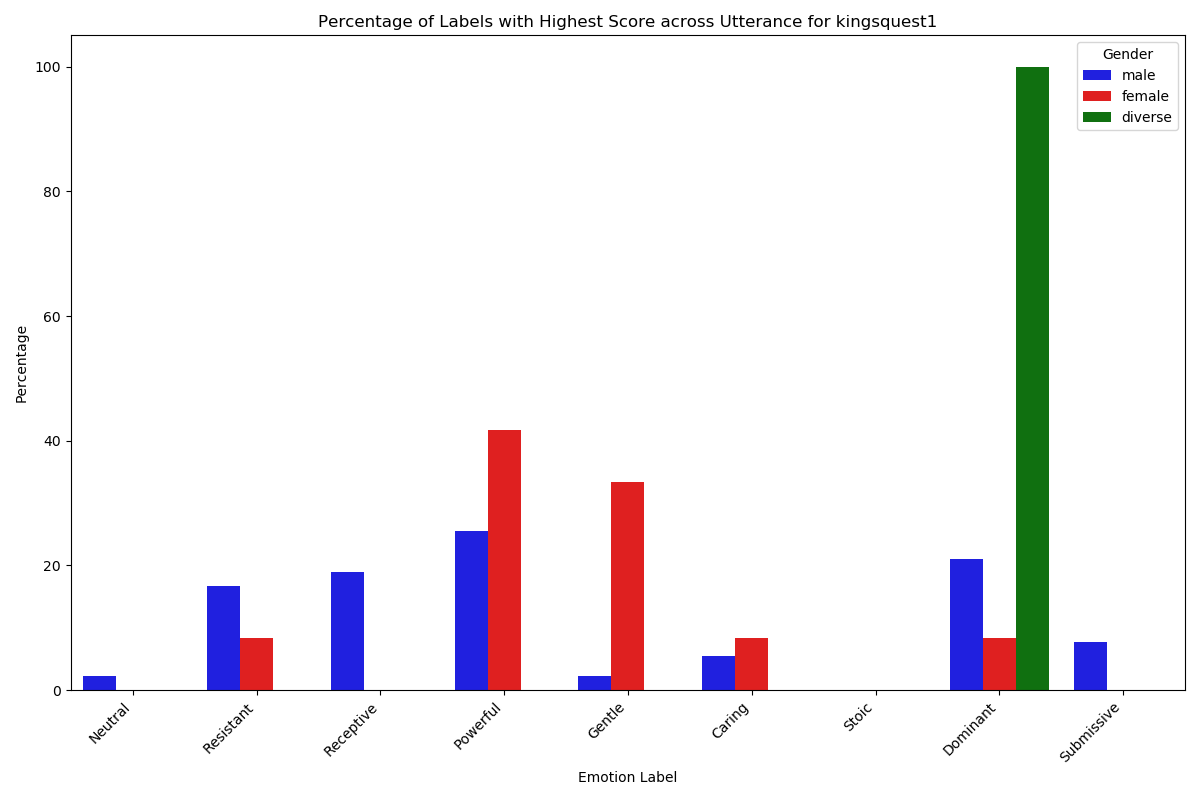 Percentage of Labels with Highest Score across Utterance for kingsquest1
Gender
male
female
diverse
Percentage
100
80
60
40
20
0
Neutral
Resistant
Receptive
Powerful
Gentle
Caring
Stoic
Dominant
Submissive
Emotion Label